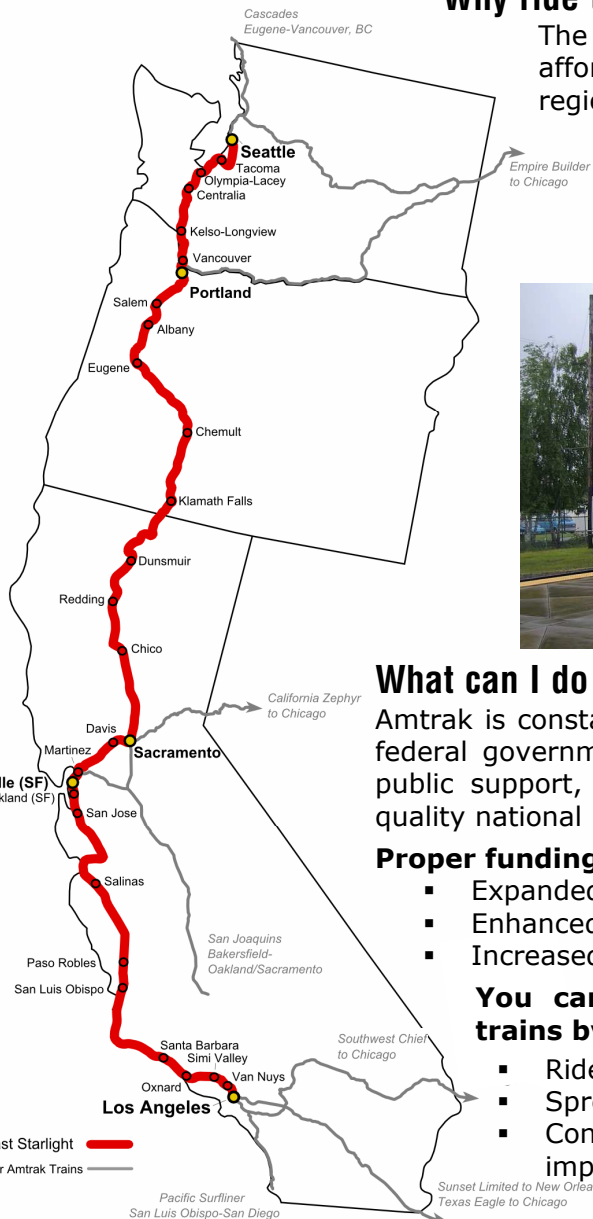 Why ride t
The
affor
regio
Cascades
Eugene-Vancouver, BC
Seattle
Tacoma
Olympia-Lacey
Centralia
Empire Builder
to Chicago
Kelso-Longview
Vancouver
Portland
Salem
Albany
Eugene
Chemult
Klamath Falls
Dunsmuir
Redding
Chico
California Zephyr
to Chicago
Davis
Sacramento
Martinez
lle (SF)
kland (SF)
San Jose
Salinas
San Joaquins
Bakersfield-
Oakland/Sacramento
Paso Robles
San Luis Obispo
Santa Barbara
Simi Valley
Van Nuys
Oxnard
Los Angeles
Southwest Chief
to Chicago
st Starlight
r Amtrak Trains
Pacific Surfliner
San Luis Obispo-San Diego
Sunset Limited to New Orlea
Texas Eagle to Chicago
What can I do
Amtrak is consta
federal governm
public support,
quality national
Proper funding
▪ Expanded
▪ Enhanced
▪ Increased
You can
trains by
▪ Ride
▪ Spre
▪ Con
imp